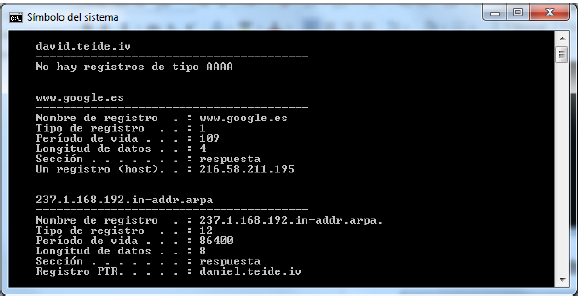 Símbolo del sistema
david.teide.iv
----------------------------------------
No hay registros de tipo AAAA
www.google.es
----------------------------------------
Nombre de registro . : www.google.es
Tipo de registro . . : 1
Período de vida . . . : 109
Longitud de datos . . : 4
Sección . . . . . . . : respuesta
Un registro (host). . : 216.58.211.195
237.1.168.192.in-addr.arpa
----------------------------------------
Nombre de registro . : 237.1.168.192.in-addr.arpa.
Tipo de registro . . : 12
Período de vida . . . : 86400
Longitud de datos . . : 8
Sección . . . . . . . : respuesta
Registro PTR. . . . . : daniel.teide.iv